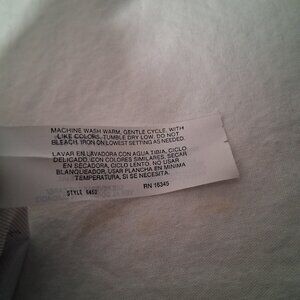 MACHINE WASH WARM, GENTLE CYCLE, WITH
LIKE COLORS. TUMBLE DRY LOW. DO NOT
BLEACH. IRON ON LOWEST SETTING AS NEEDED.
LAVAR EN LAVADORA CON AGUA TIBIA, CICLO
DELICADO, CON COLORES SIMILARES, SECAR
EN SECADORA, CICLO LENTO. NO USAR
BLANQUEADOR. USAR PLANCHA EN MINIMA
TEMPERATURA, SI SE NECESITA.
STYLE 6402 RN 16345